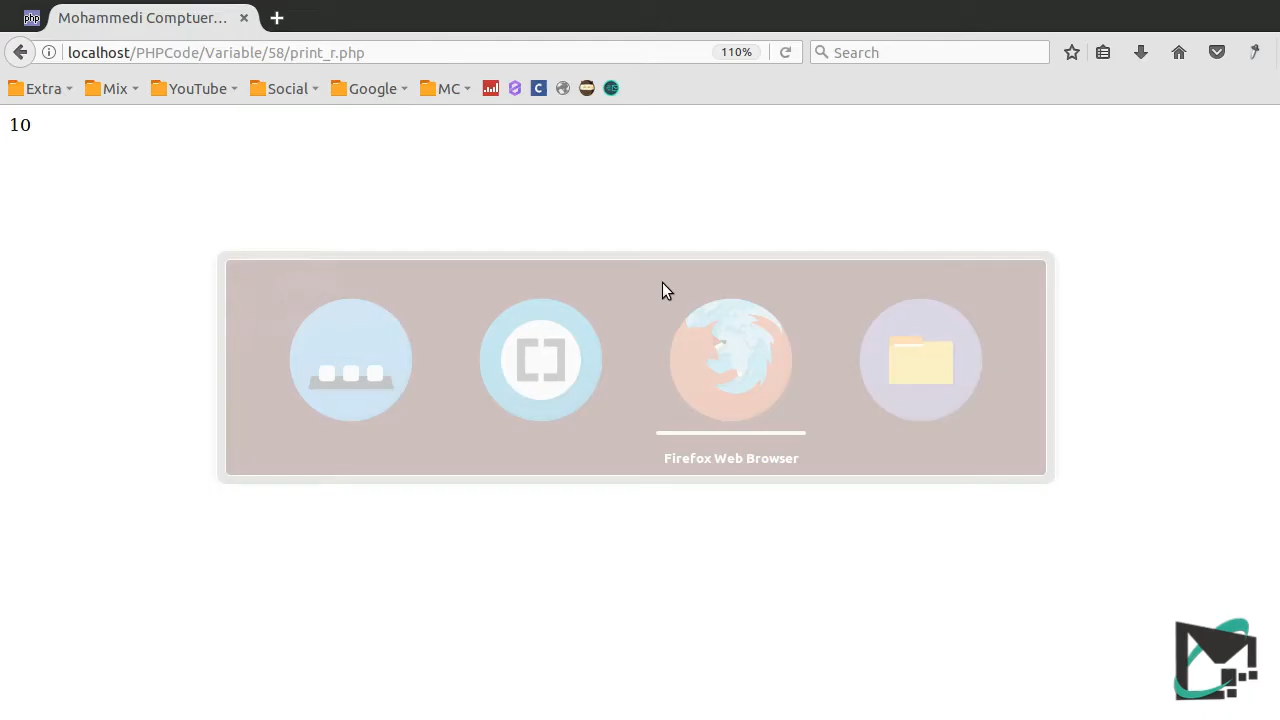 php Mohammedi Comptuer...
localhost/PHPCode/Variable/58/print_r.php 110% Search
Extra Mix YouTube Social Google MC C
10
Firefox Web Browser